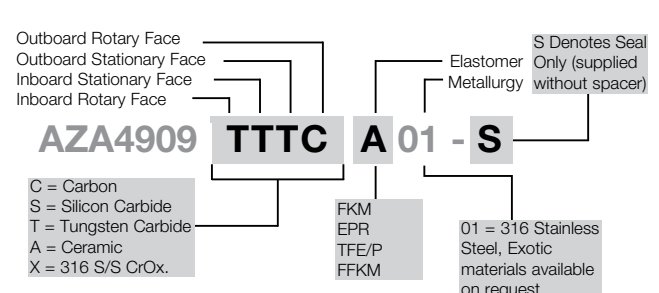 Outboard Rotary Face
Outboard Stationary Face
Inboard Stationary Face
Inboard Rotary Face
Elastomer
Metallurgy
S Denotes Seal
Only (supplied
without spacer)
AZA4909 TTTC A 01 - S
C = Carbon
S = Silicon Carbide
T = Tungsten Carbide
A = Ceramic
X = 316 S/S CrOx.
FKM
EPR
TFE/P
FFKM
01 = 316 Stainless
Steel, Exotic
materials available
on request